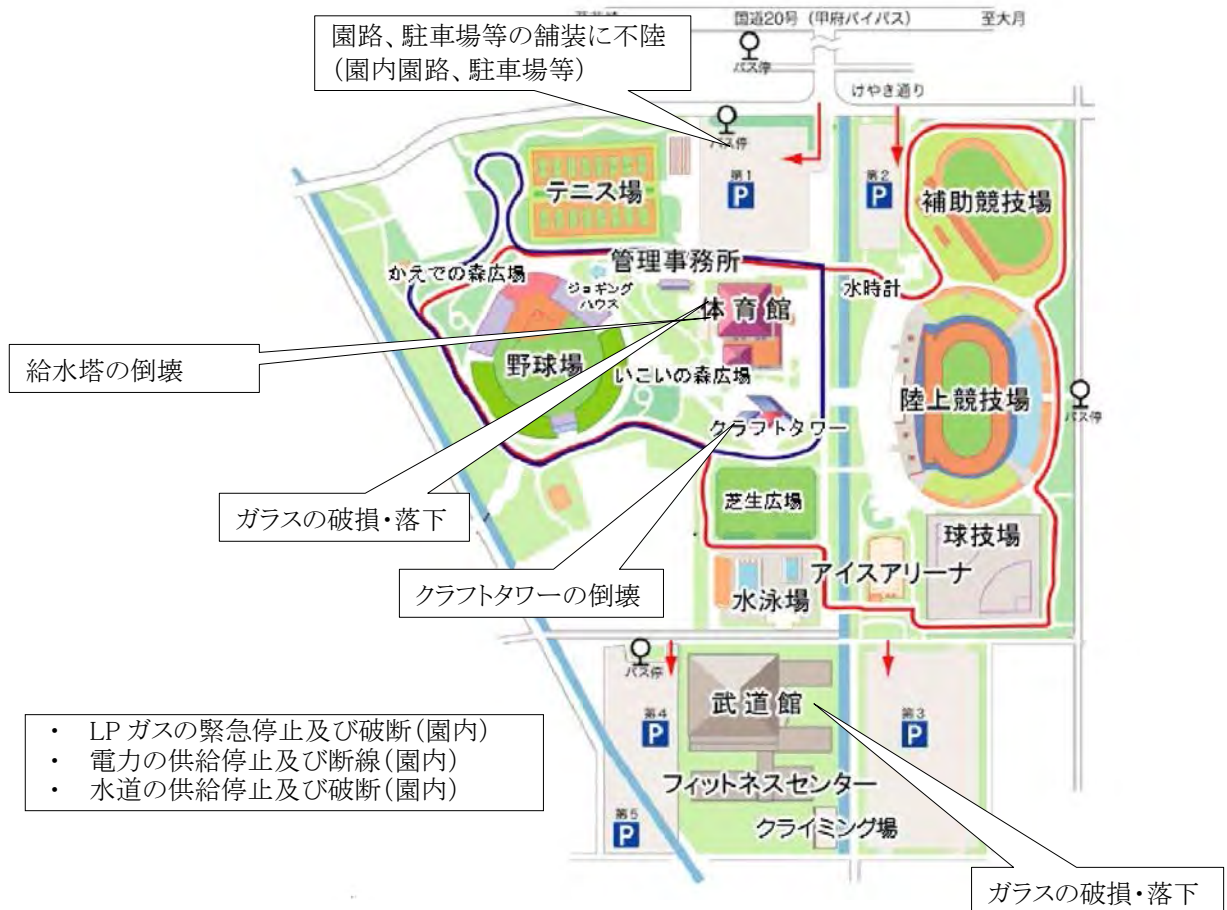 国道20号（甲府バイパス）
至大月
園路、駐車場等の舗装に不陸
（園内園路、駐車場等）
バス停
けやき通り
バス停
第1
P
第2
P
テニス場
補助競技場
管理事務所
かえでの森広場
ジョギング
ハウス
水時計
体育館
給水塔の倒壊
野球場
いこいの森広場
陸上競技場
バス停
クラフトタワー
ガラスの破損・落下
芝生広場
球技場
アイスアリーナ
クラフトタワーの倒壊
水泳場
バス停
武道館
第4
P
第3
P
・ LPガスの緊急停止及び破断（園内）
・ 電力の供給停止及び断線（園内）
・ 水道の供給停止及び破断（園内）
フィットネスセンター
第5
P
クライミング場
ガラスの破損・落下